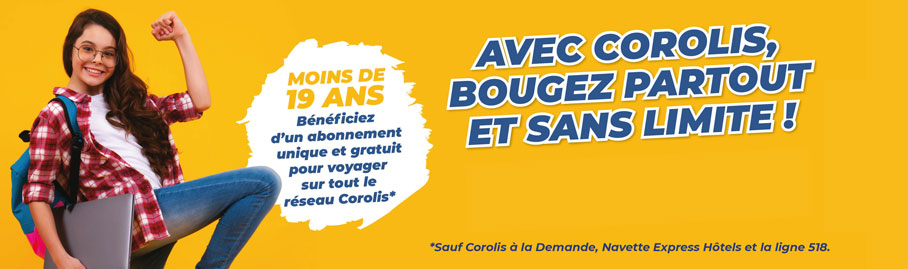 MOINS DE
19 ANS
Bénéficiez
d'un abonnement
unique et gratuit
pour voyager
sur tout le
réseau Corolis*
AVEC COROLIS,
BOUGEZ PARTOUT
ET SANS LIMITE !
*Sauf Corolis à la Demande, Navette Express Hôtels et la ligne 518.